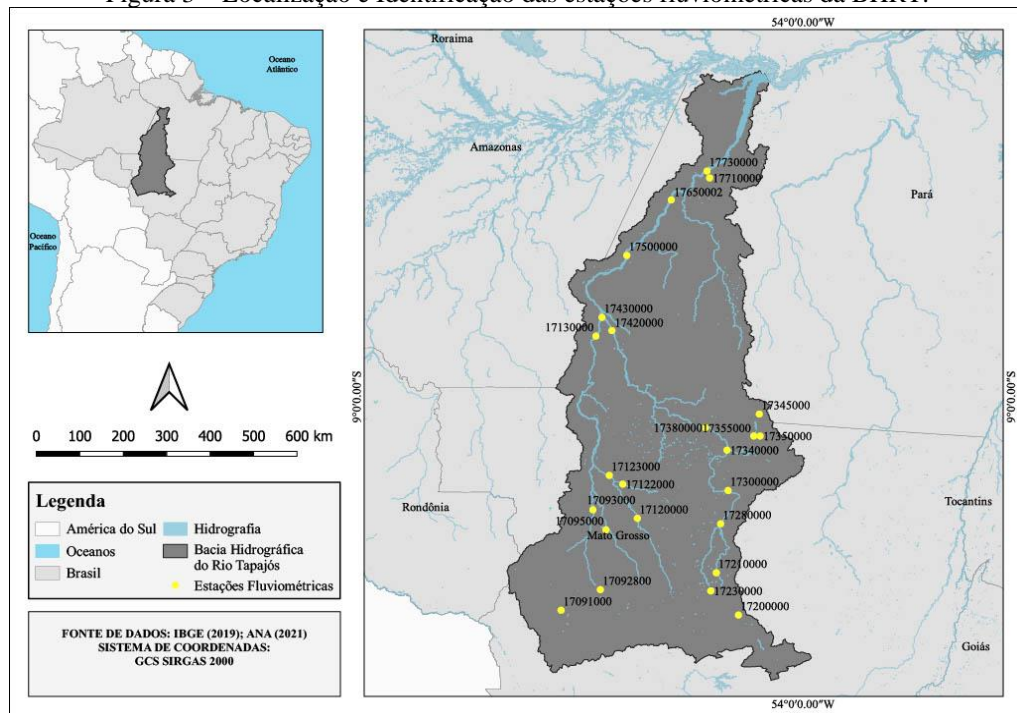 Figura 3 – Localização e Identificação das estações fluviométricas da BHRT.
54°0'0.00"W
Oceano
Atlântico
Oceano
Pacífico
0 100 200 300 400 500 600 km
Legenda
América do Sul
Hidrografia
Oceanos
Bacia Hidrográfica
do Rio Tapajós
Brasil
Estações Fluviométricas
FONTE DE DADOS: IBGE (2019); ANA (2021)
SISTEMA DE COORDENADAS:
GCS SIRGAS 2000
Roraima
Amazonas
Pará
17730000
17710000
17650002
17500000
17430000
17420000
17130000
9°0'0.00"S
9°0'0.00"S
17345000
17380000
17355000
17350000
17340000
17123000
17122000
17300000
17093000
17120000
17095000
17280000
Mato Grosso
Rondônia
Tocantins
17210000
17092800
17230000
17091000
17200000
Goiás
54°0'0.00"W